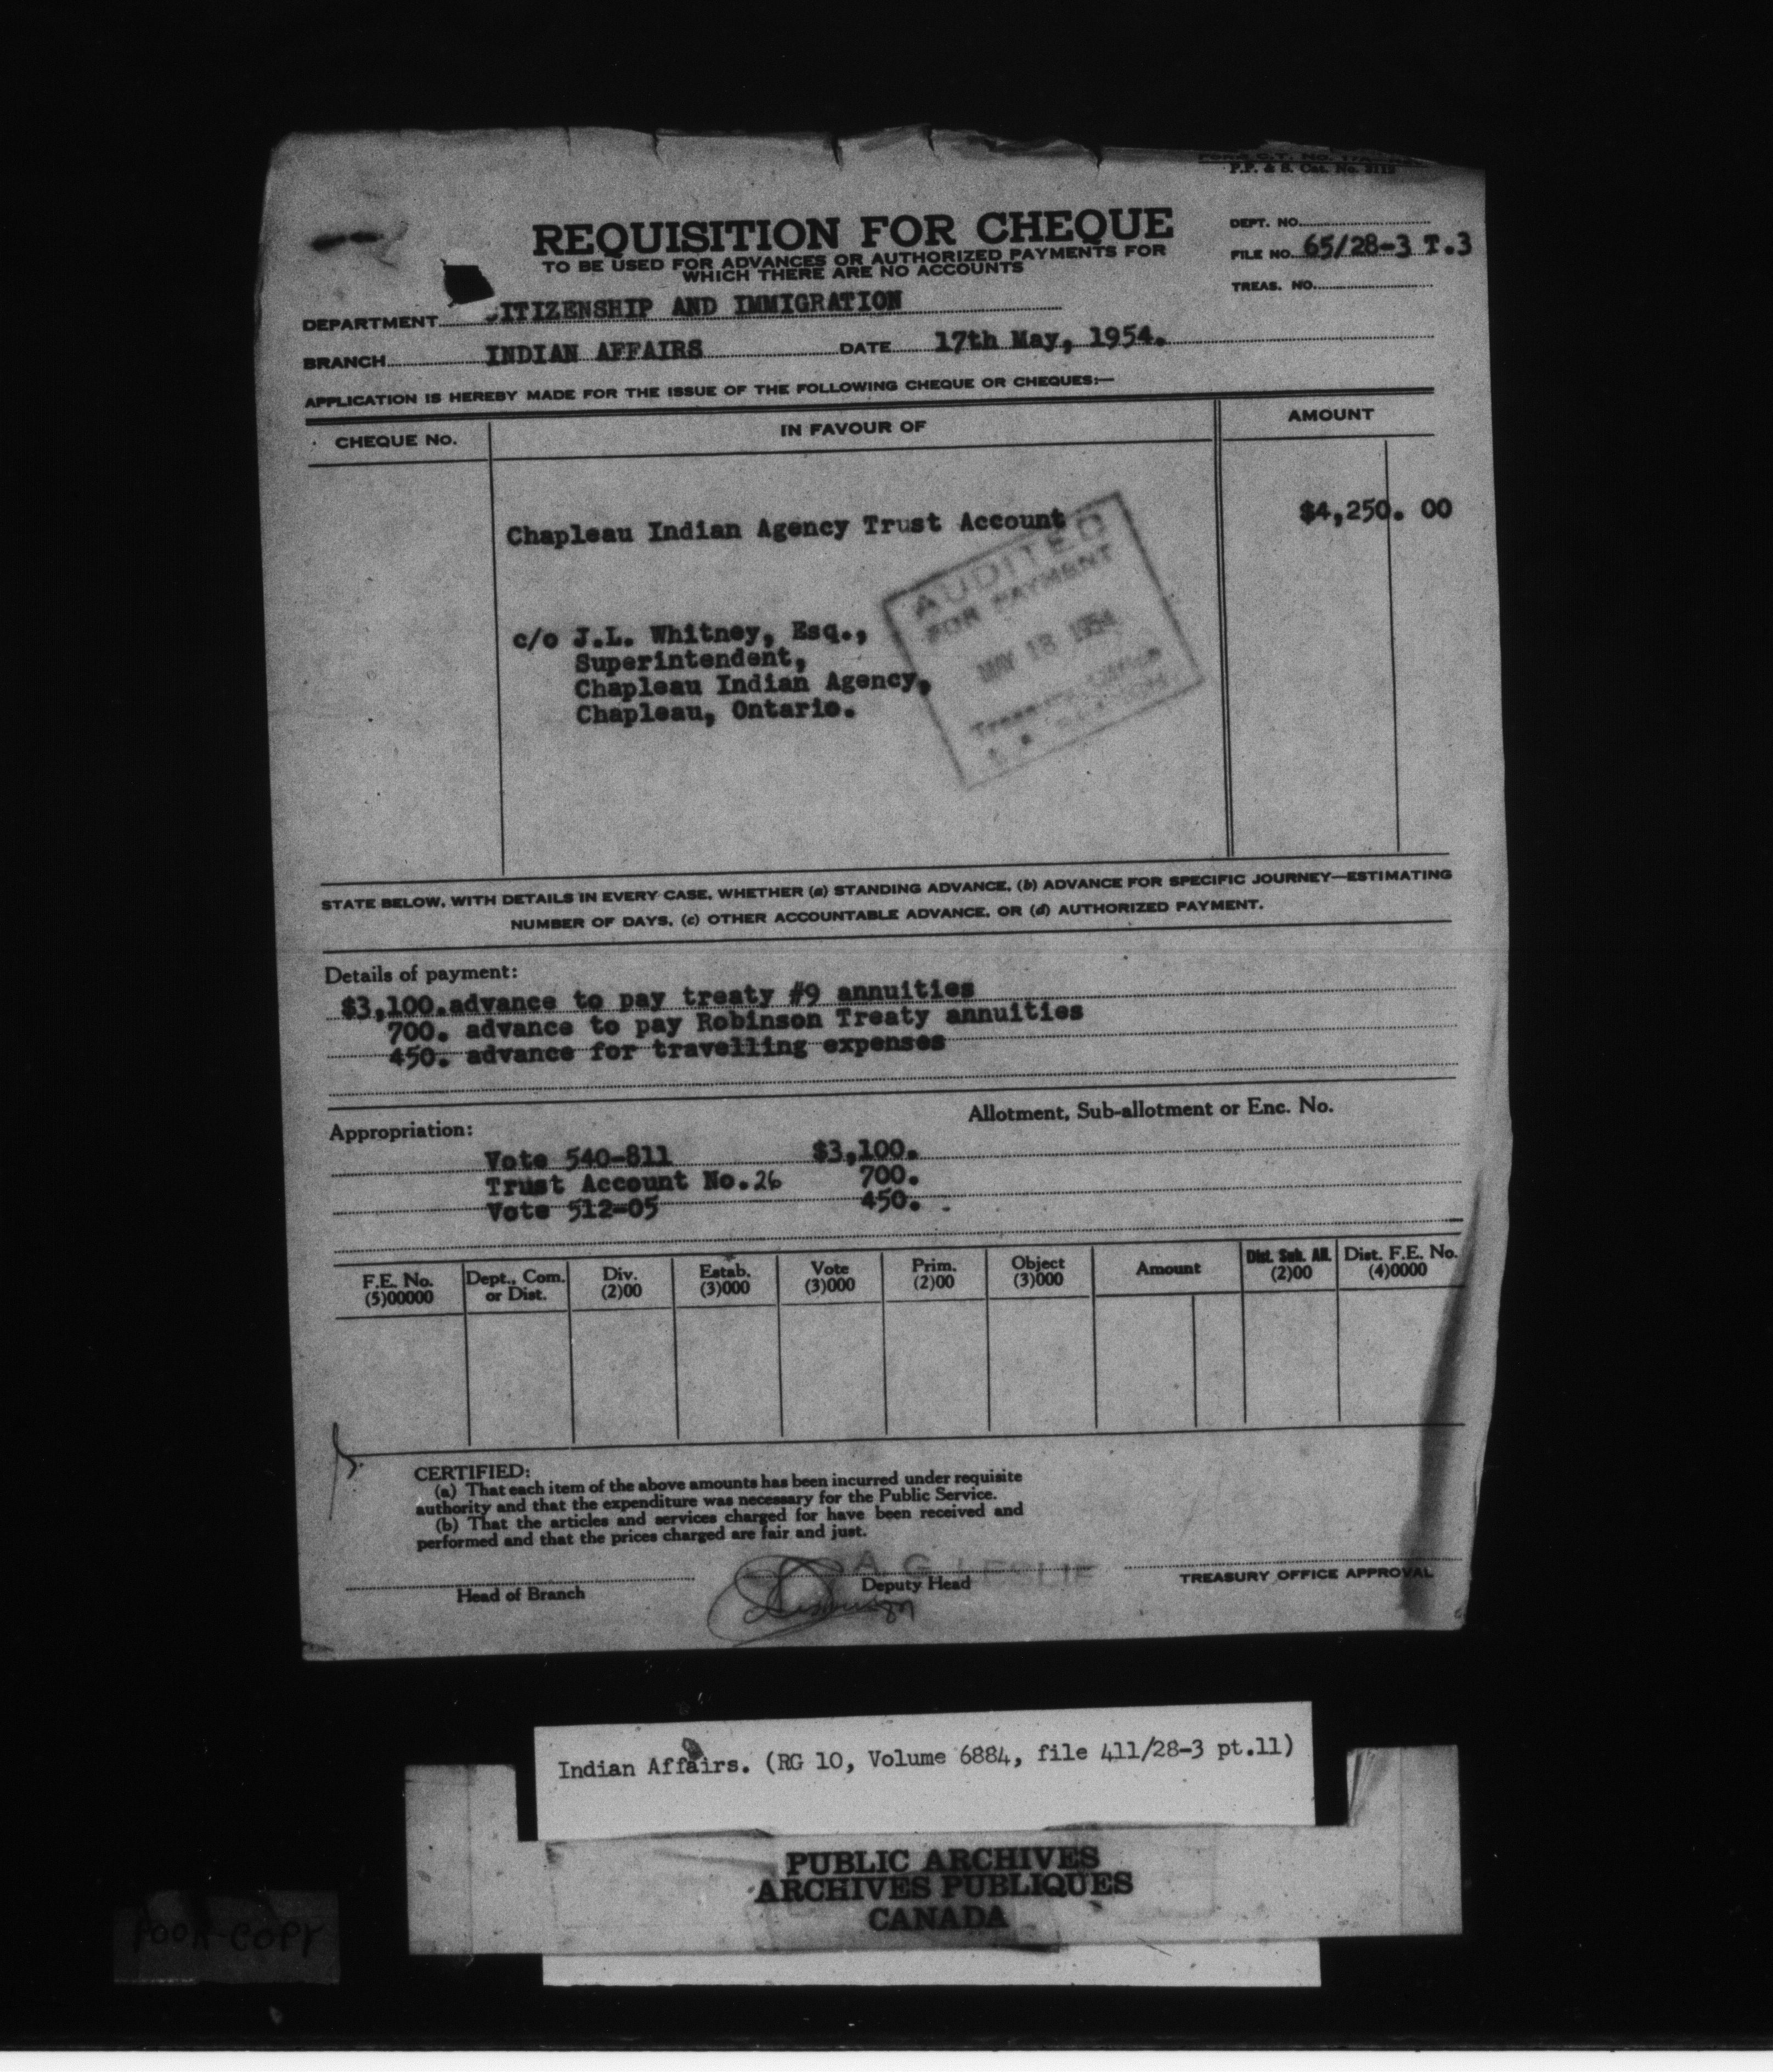 P.P. & S. Cat. No. 3112
REQUISITION FOR CHEQUE
TO BE USED FOR ADVANCES OR AUTHORIZED PAYMENTS FOR
WHICH THERE ARE NO ACCOUNTS
DEPT. NO.
FILE NO. 65/28-3 T.3
TREAS. NO.
DEPARTMENT ITIZENSHIP AND IMMIGRATION
BRANCH INDIAN AFFAIRS DATE 17th May, 1954.
APPLICATION IS HEREBY MADE FOR THE ISSUE OF THE FOLLOWING CHEQUE OR CHEQUES:—
CHEQUE NO. IN FAVOUR OF AMOUNT
Chapleau Indian Agency Trust Account $4,250. 00
AUDITED
FOR PAYMENT
MAY 18 1954
c/o J.L. Whitney, Esq.,
Superintendent,
Chapleau Indian Agency,
Chapleau, Ontario.
STATE BELOW, WITH DETAILS IN EVERY CASE, WHETHER (a) STANDING ADVANCE, (b) ADVANCE FOR SPECIFIC JOURNEY—ESTIMATING
NUMBER OF DAYS, (c) OTHER ACCOUNTABLE ADVANCE, OR (d) AUTHORIZED PAYMENT.
Details of payment:
$3,100. advance to pay treaty #9 annuities
700. advance to pay Robinson Treaty annuities
450. advance for travelling expenses
Allotment, Sub-allotment or Enc. No.
Appropriation:
Vote 540-811 $3,100.
Trust Account No. 26 700.
Vote 512-05 450.
F.E. No. (5)00000
Dept., Com. or Dist.
Div. (2)00
Estab. (3)000
Vote (3)000
Prim. (2)00
Object (3)000
Amount
Dist. Sub. All. (2)00
Dist. F.E. No. (4)0000
CERTIFIED:
(a) That each item of the above amounts has been incurred under requisite
authority and that the expenditure was necessary for the Public Service.
(b) That the articles and services charged for have been received and
performed and that the prices charged are fair and just.
A. G. LESLIE
Head of Branch Deputy Head TREASURY OFFICE APPROVAL
Indian Affairs. (RG 10, Volume 6884, file 411/28-3 pt.11)
PUBLIC ARCHIVES
ARCHIVES PUBLIQUES
CANADA
POOR COPY